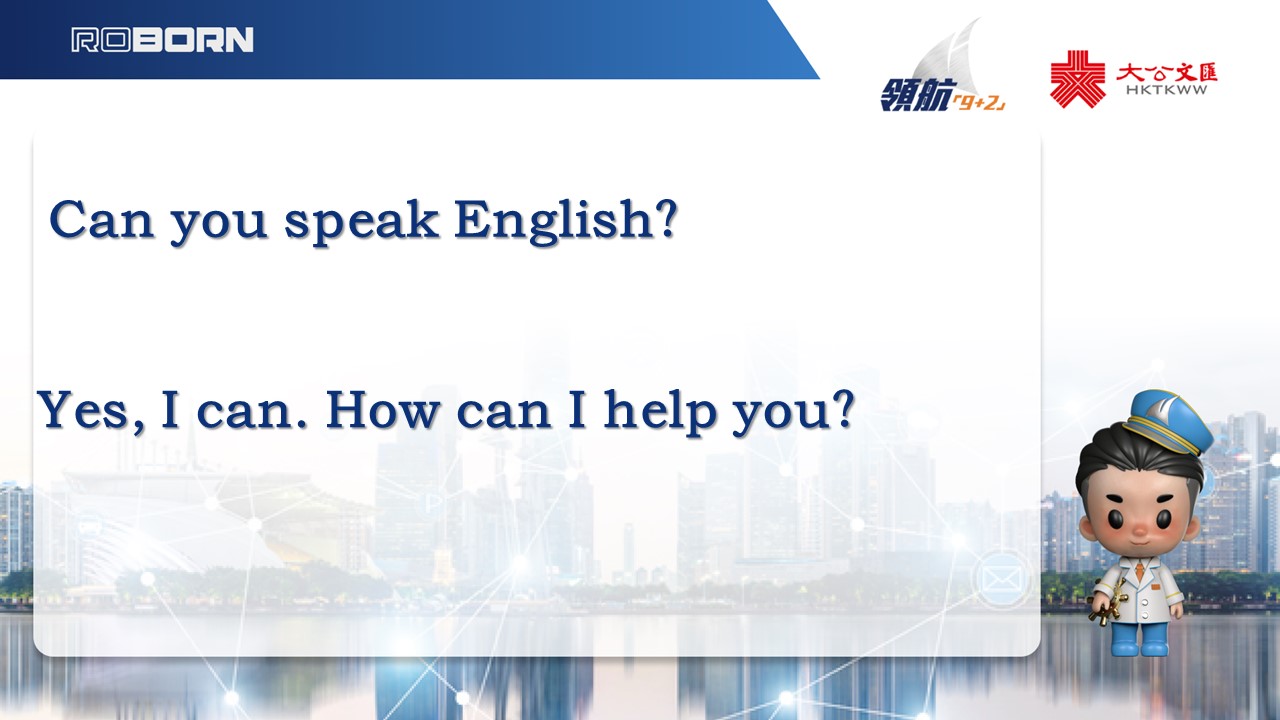 ROBORN
領航「9+2」
大公文匯
HKTKWW
Can you speak English?
Yes, I can. How can I help you?